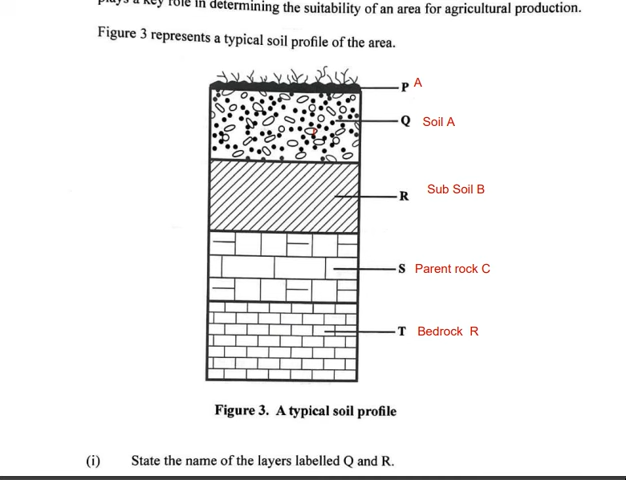 plays a key role in determining the suitability of an area for agricultural production.
Figure 3 represents a typical soil profile of the area.
P A
Q Soil A
R Sub Soil B
S Parent rock C
T Bedrock R
Figure 3. A typical soil profile
(i) State the name of the layers labelled Q and R.